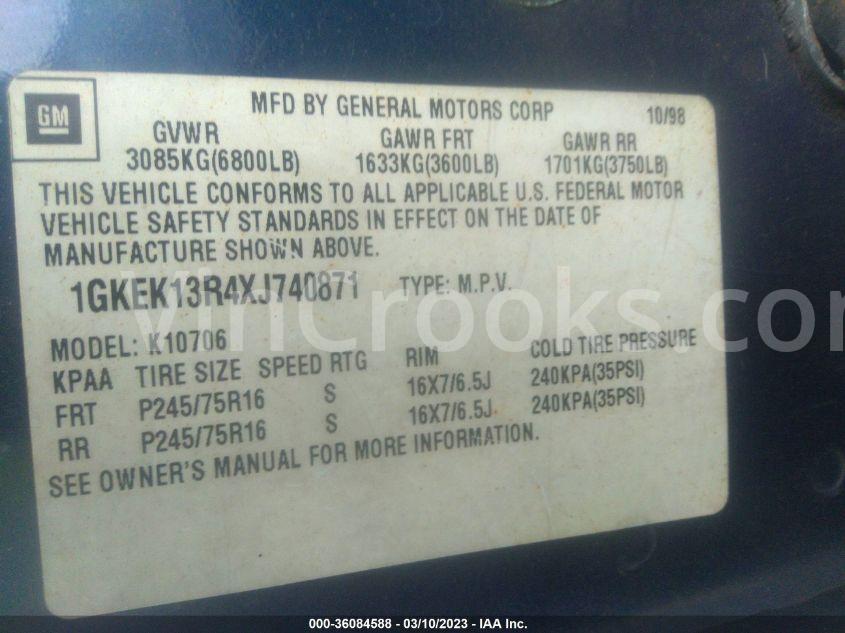 GM
MFD BY GENERAL MOTORS CORP 10/98
GVWR GAWR FRT GAWR RR
3085KG(6800LB) 1633KG(3600LB) 1701KG(3750LB)
THIS VEHICLE CONFORMS TO ALL APPLICABLE U.S. FEDERAL MOTOR
VEHICLE SAFETY STANDARDS IN EFFECT ON THE DATE OF
MANUFACTURE SHOWN ABOVE.
1GKEK13R4XJ740871 TYPE: M.P.V.
VinCrooks.com
MODEL: K10706
KPAA TIRE SIZE SPEED RTG RIM COLD TIRE PRESSURE
FRT P245/75R16 S 16X7/6.5J 240KPA(35PSI)
RR P245/75R16 S 16X7/6.5J 240KPA(35PSI)
SEE OWNER'S MANUAL FOR MORE INFORMATION.
000-36084588 - 03/10/2023 - IAA Inc.